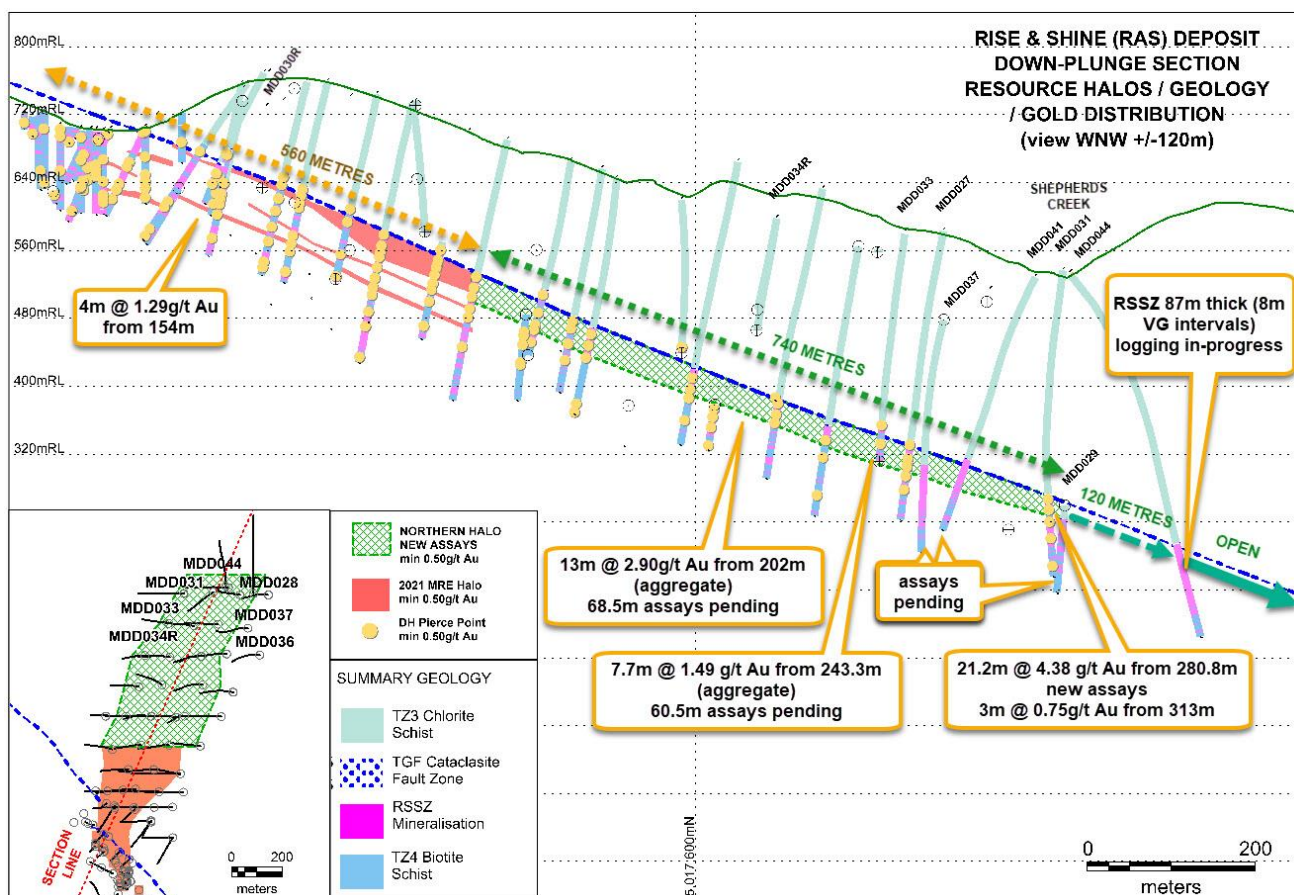 RISE & SHINE (RAS) DEPOSIT
DOWN-PLUNGE SECTION
RESOURCE HALOS / GEOLOGY
/ GOLD DISTRIBUTION
(view WNW +/-120m)
800mRL
720mRL
640mRL
560mRL
480mRL
400mRL
320mRL
MDD030R
560 METRES
MDD034R
MDD033
MDD027
SHEPHERDS
CREEK
MDD041
MDD031
MDD044
MDD037
740 METRES
MDD029
120 METRES
OPEN
4m @ 1.29g/t Au
from 154m
RSSZ 87m thick (8m
VG intervals)
logging in-progress
13m @ 2.90g/t Au from 202m
(aggregate)
68.5m assays pending
assays
pending
7.7m @ 1.49 g/t Au from 243.3m
(aggregate)
60.5m assays pending
21.2m @ 4.38 g/t Au from 280.8m
new assays
3m @ 0.75g/t Au from 313m
MDD044
MDD031
MDD028
MDD033
MDD037
MDD034R
MDD036
SECTION
LINE
0 200
meters
NORTHERN HALO
NEW ASSAYS
min 0.50g/t Au
2021 MRE Halo
min 0.50g/t Au
DH Pierce Point
min 0.50g/t Au
SUMMARY GEOLOGY
TZ3 Chlorite
Schist
TGF Cataclasite
Fault Zone
RSSZ
Mineralisation
TZ4 Biotite
Schist
5,017,600mN
0 200
meters